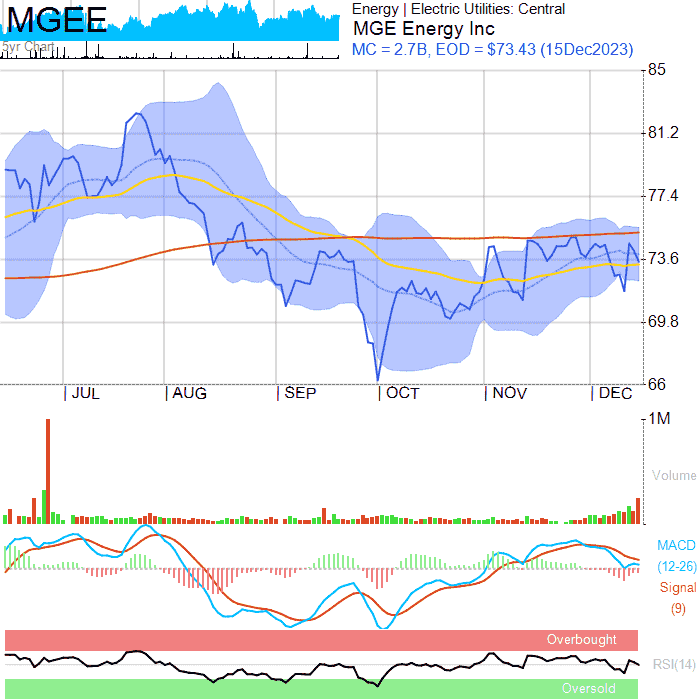 MGEE
5yr Chart
Energy | Electric Utilities: Central
MGE Energy Inc
MC = 2.7B, EOD = $73.43 (15Dec2023)
85
81.2
77.4
73.6
69.8
66
JUL
AUG
SEP
OCT
NOV
DEC
1M
Volume
MACD
(12-26)
Signal
(9)
Overbought
RSI(14)
Oversold